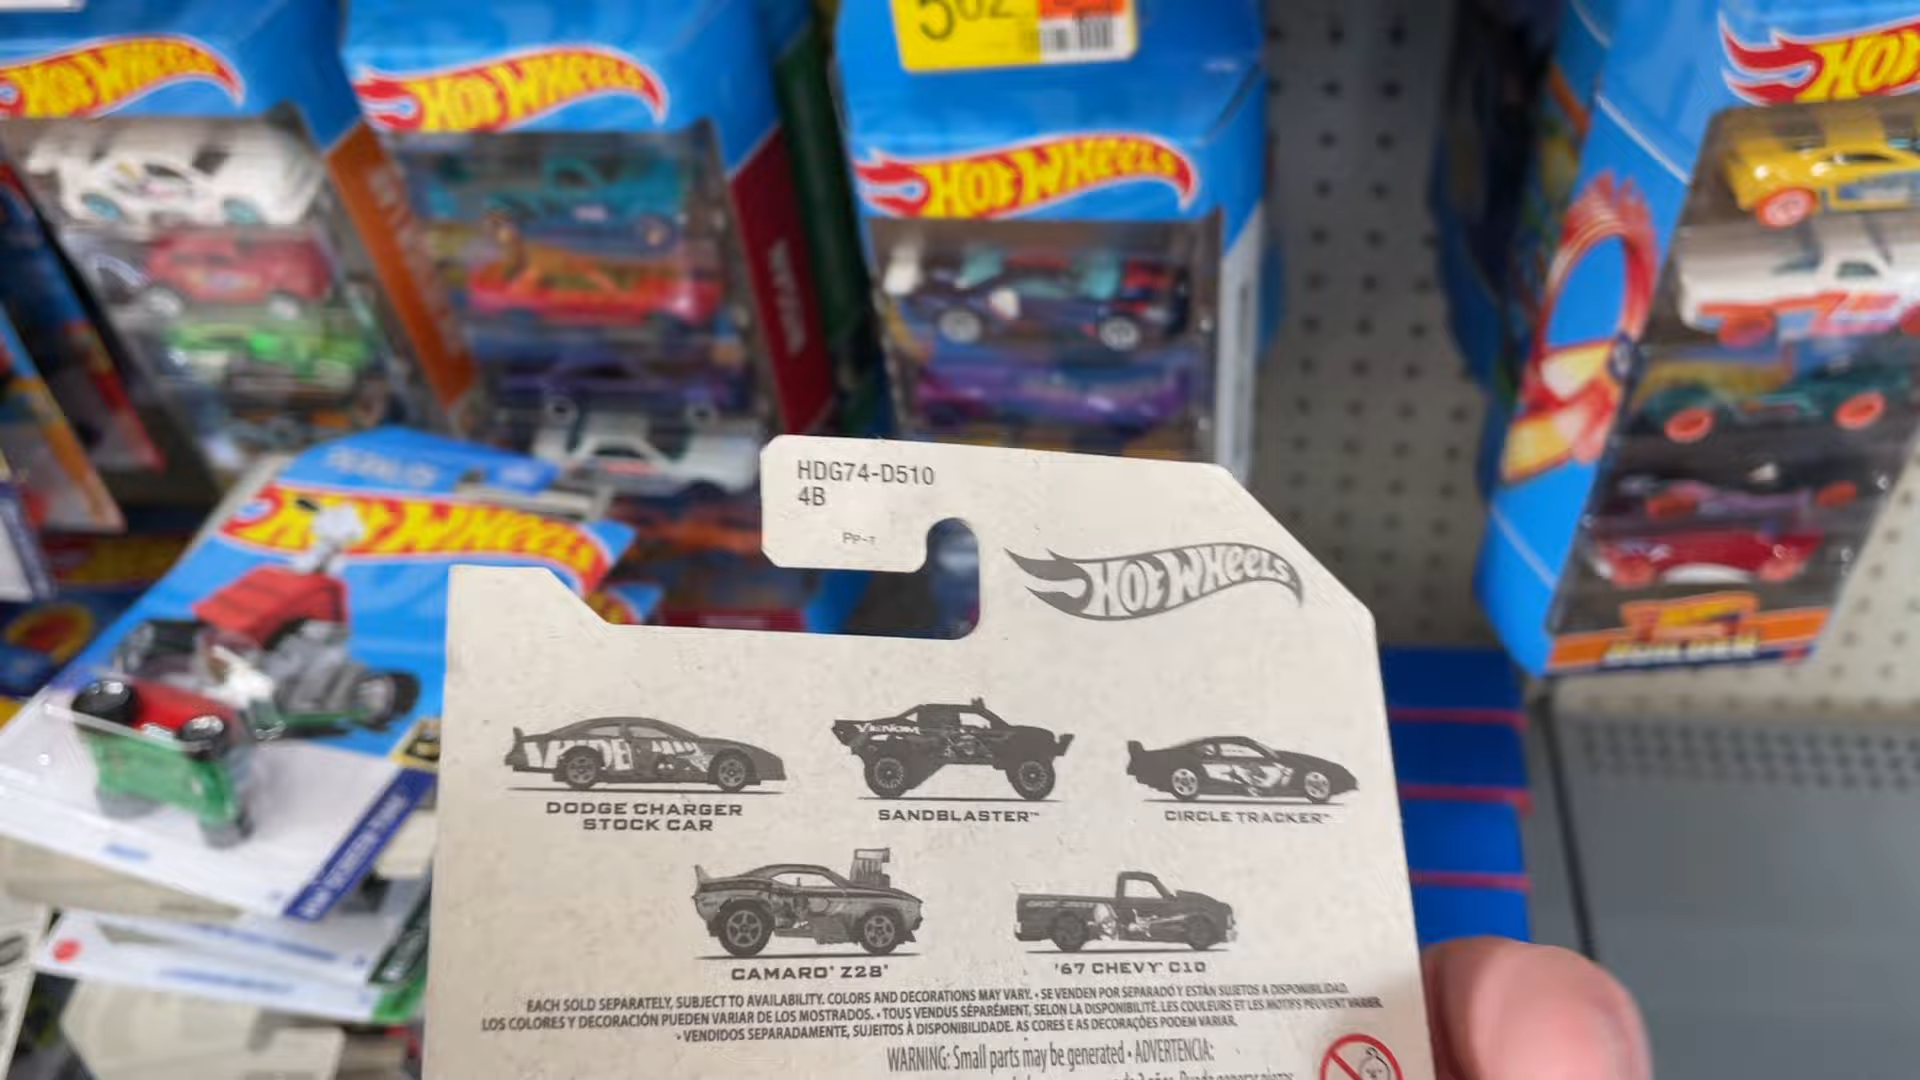 HOT WHEELS
HOT WHEELS
502
HOT WHEELS
HOT WHEELS
HDG74-D510
4B
HOT WHEELS
VENOM
DODGE CHARGER
STOCK CAR
SANDBLASTER™
CIRCLE TRACKER™
CAMARO® Z28®
'67 CHEVY® C10
EACH SOLD SEPARATELY, SUBJECT TO AVAILABILITY. COLORS AND DECORATIONS MAY VARY. • SE VENDEN POR SEPARADO Y ESTÁN SUJETOS A DISPONIBILIDAD.
LOS COLORES Y DECORACIÓN PUEDEN VARIAR DE LOS MOSTRADOS. • TOUS VENDUS SÉPARÉMENT, SELON LA DISPONIBILITÉ. LES COULEURS ET LES MOTIFS PEUVENT VARIER.
• VENDIDOS SEPARADAMENTE, SUJEITOS À DISPONIBILIDADE. AS CORES E AS DECORAÇÕES PODEM VARIAR.
WARNING: Small parts may be generated • ADVERTENCIA: